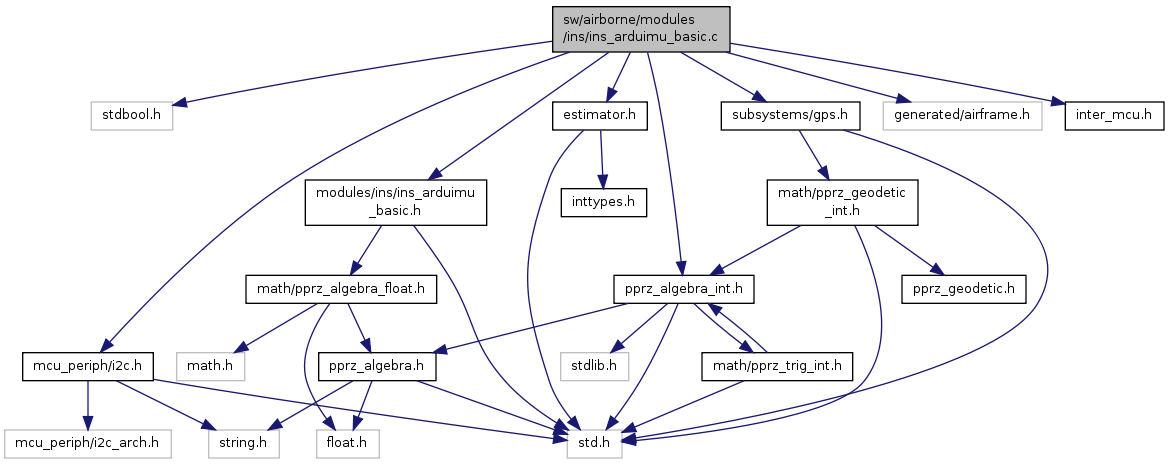 sw/airborne/modules
/ins/ins_arduimu_basic.c
stdbool.h
estimator.h
subsystems/gps.h
generated/airframe.h
inter_mcu.h
modules/ins/ins_arduimu
_basic.h
inttypes.h
math/pprz_geodetic
_int.h
math/pprz_algebra_float.h
pprz_algebra_int.h
pprz_geodetic.h
mcu_periph/i2c.h
math.h
pprz_algebra.h
stdlib.h
math/pprz_trig_int.h
mcu_periph/i2c_arch.h
string.h
float.h
std.h